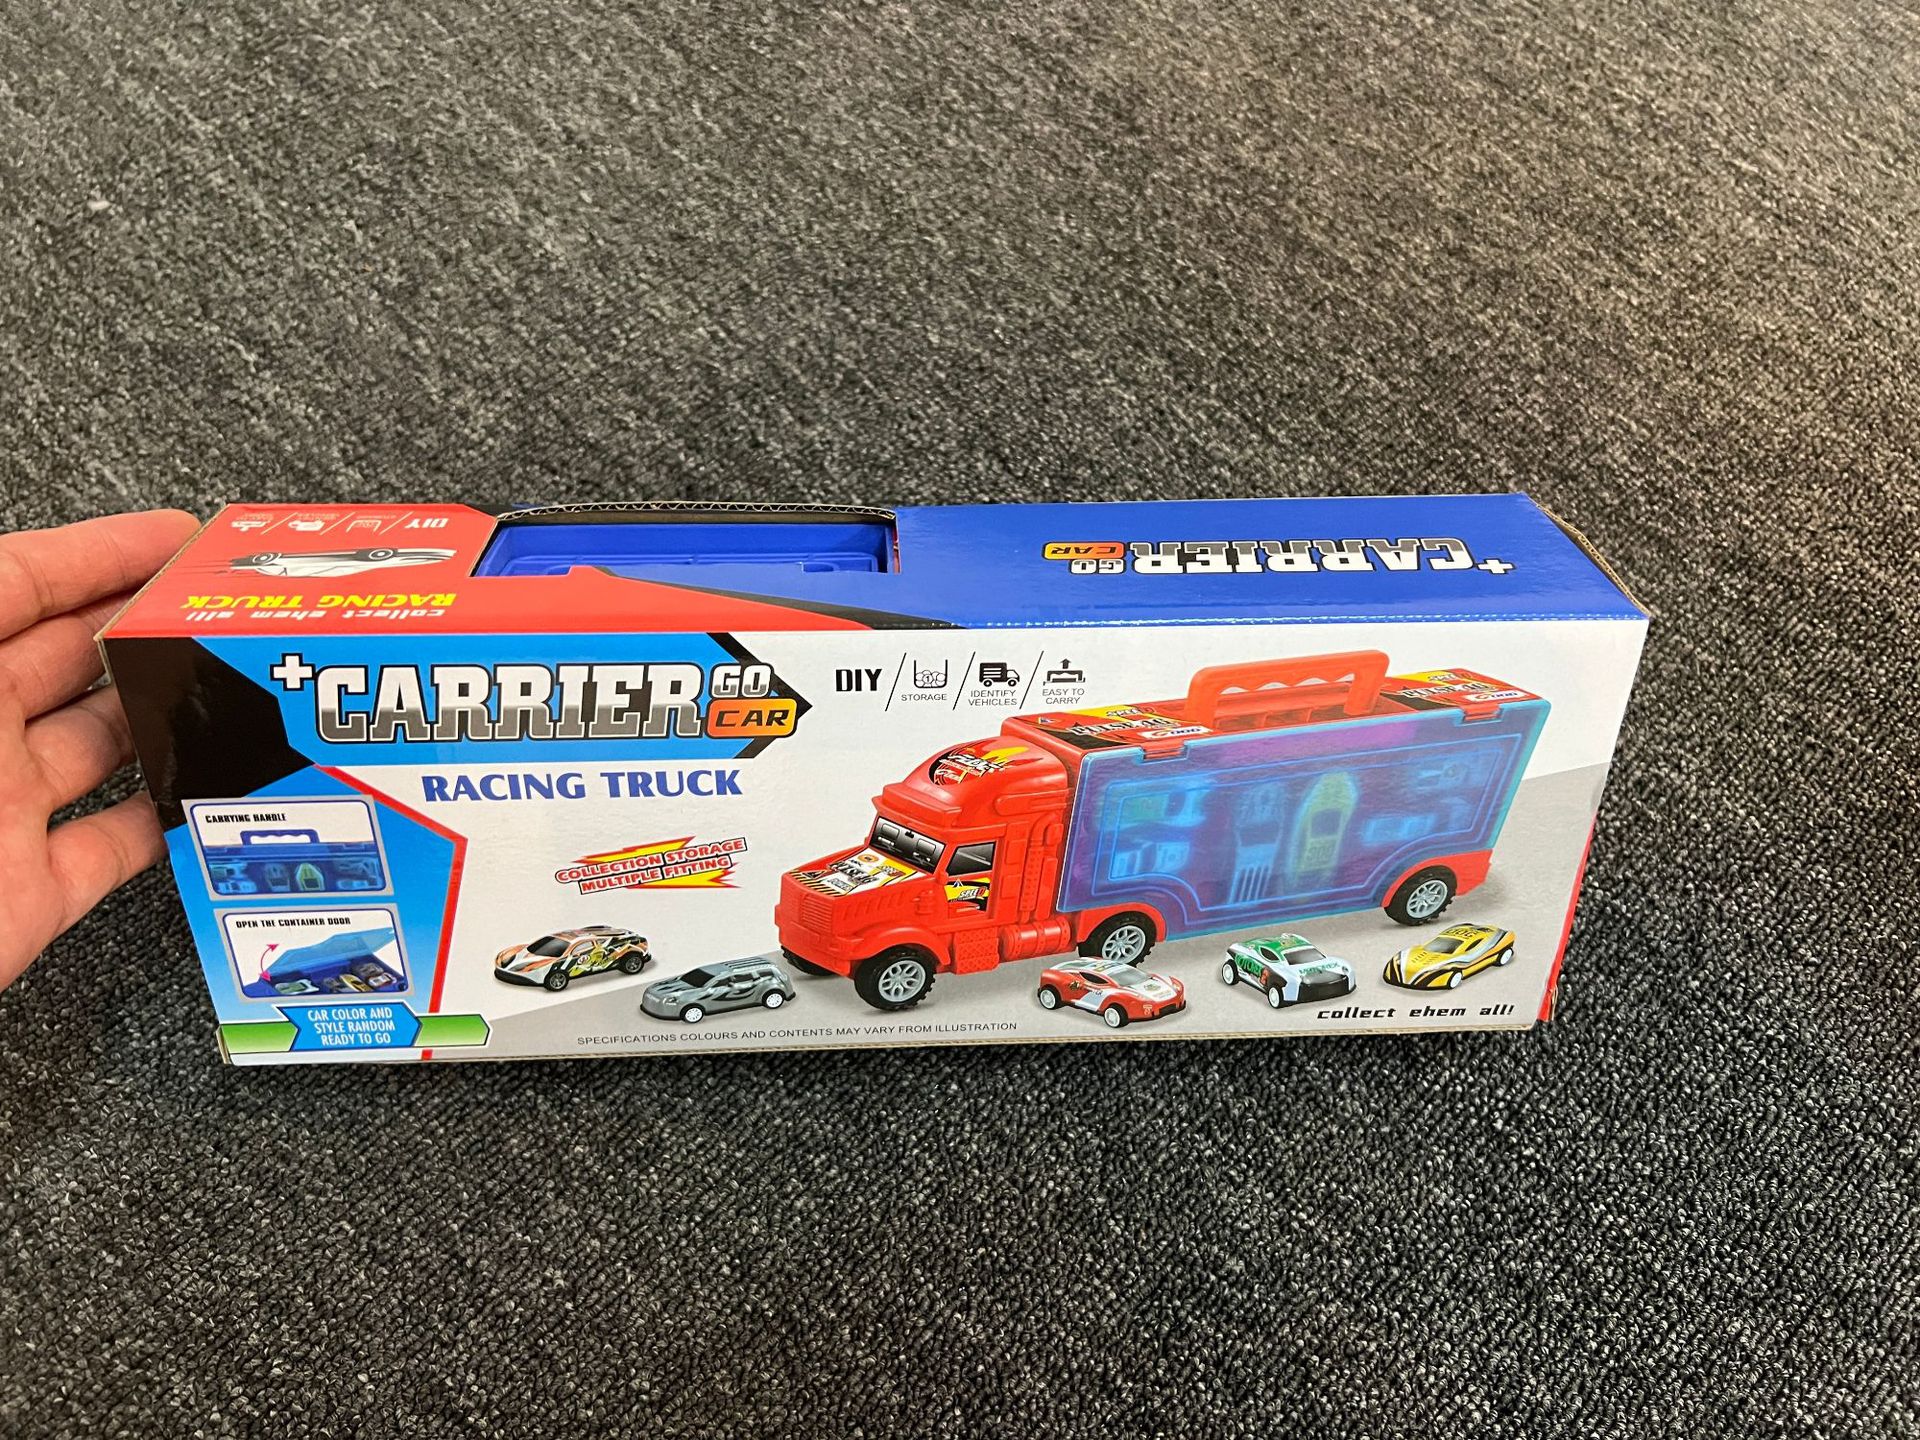 DIY
collect ehem all!
RACING TRUCK
+CARRIER
GO
CAR
+CARRIER
GO
CAR
RACING TRUCK
DIY
STORAGE
IDENTIFY
VEHICLES
EASY TO
CARRY
CARRYING HANDLE
OPEN THE CONTAINER DOOR
CAR COLOR AND
STYLE RANDOM
READY TO GO
COLLECTION STORAGE
MULTIPLE FITTING
SPEED
SPECIFICATIONS COLOURS AND CONTENTS MAY VARY FROM ILLUSTRATION
collect ehem all!